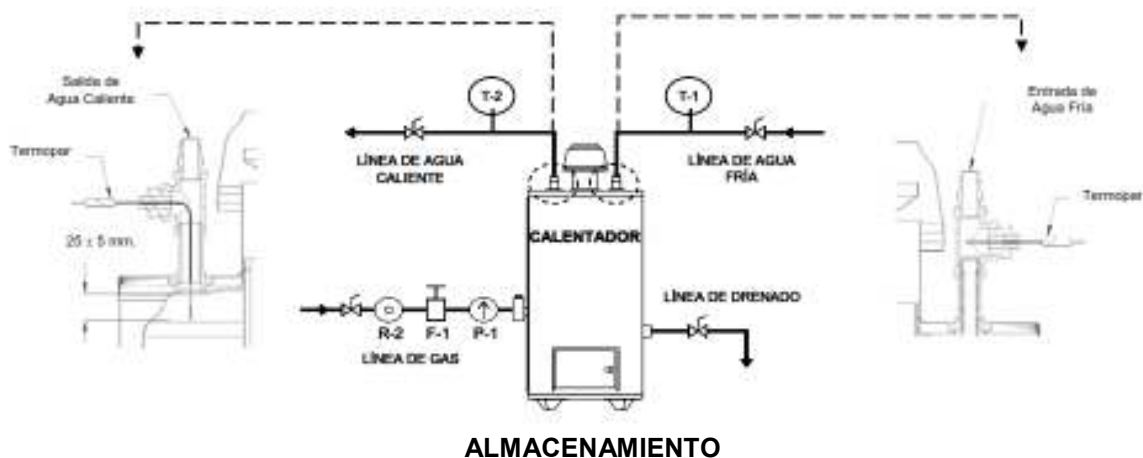 Salida de
Agua Caliente
Termopar
25 ± 5 mm.
T-2
T-1
LÍNEA DE AGUA
CALIENTE
LÍNEA DE AGUA
FRÍA
Entrada de
Agua Fría
Termopar
CALENTADOR
R-2
F-1
P-1
LÍNEA DE GAS
LÍNEA DE DRENADO
ALMACENAMIENTO